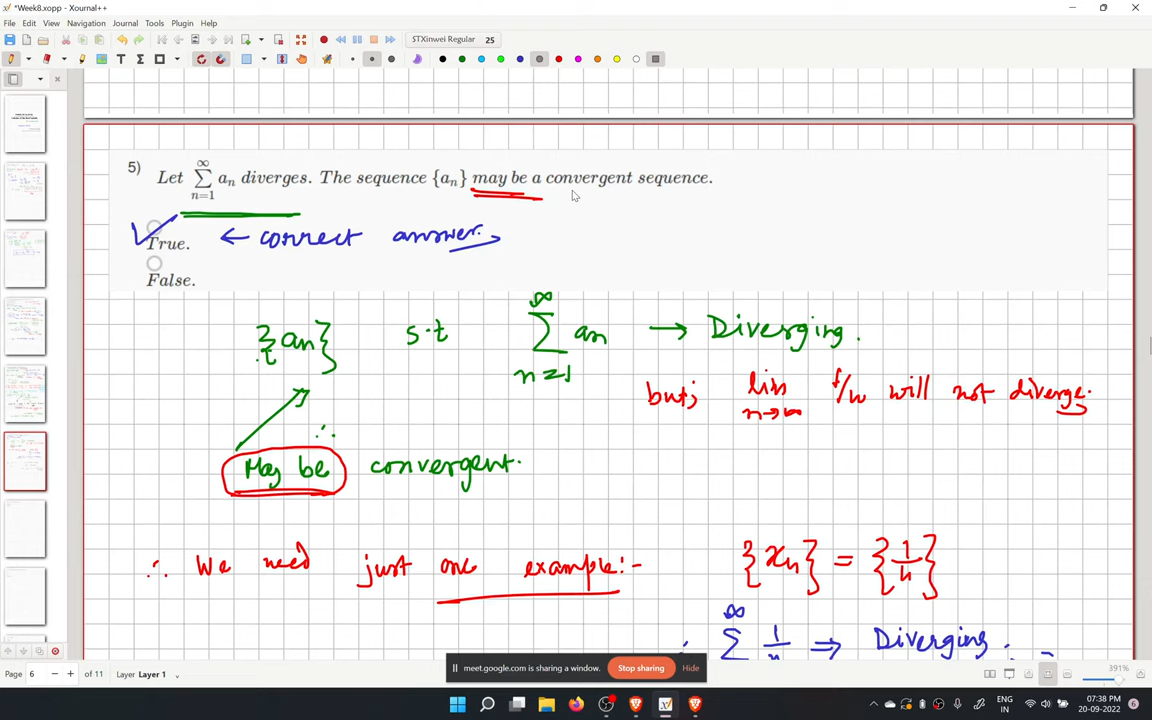 *Week8.xopp - Xournal++
File Edit View Navigation Journal Tools Plugin Help
STXinwei Regular 25
5) Let ∑_{n=1}^{∞} a_n diverges. The sequence {a_n} may be a convergent sequence.
True. ← correct answer.
False.
{an} s.t ∑_{n=1}^{∞} an → Diverging.
but; lim_{n→∞} f/w will not diverge.
∴
May be convergent.
∴ We need just one example:- {x_n} = {1/n}
∴ ∑^{∞} 1/n ⇒ Diverging.
meet.google.com is sharing a window. Stop sharing Hide
Page 6 of 11 Layer Layer 1 391%
ENG IN 07:38 PM 20-09-2022